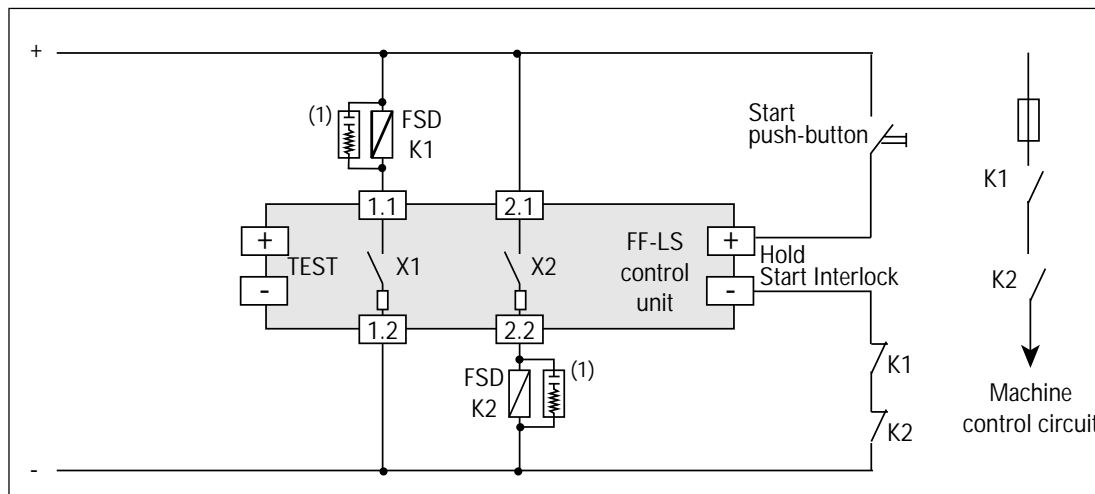 +
(1)
FSD
K1
Start
push-button
K1
1.1
2.1
+
TEST
-
X1
X2
FF-LS
control
unit
+
-
Hold
Start Interlock
K2
1.2
2.2
FSD
K2
(1)
K1
K2
Machine
control circuit
-